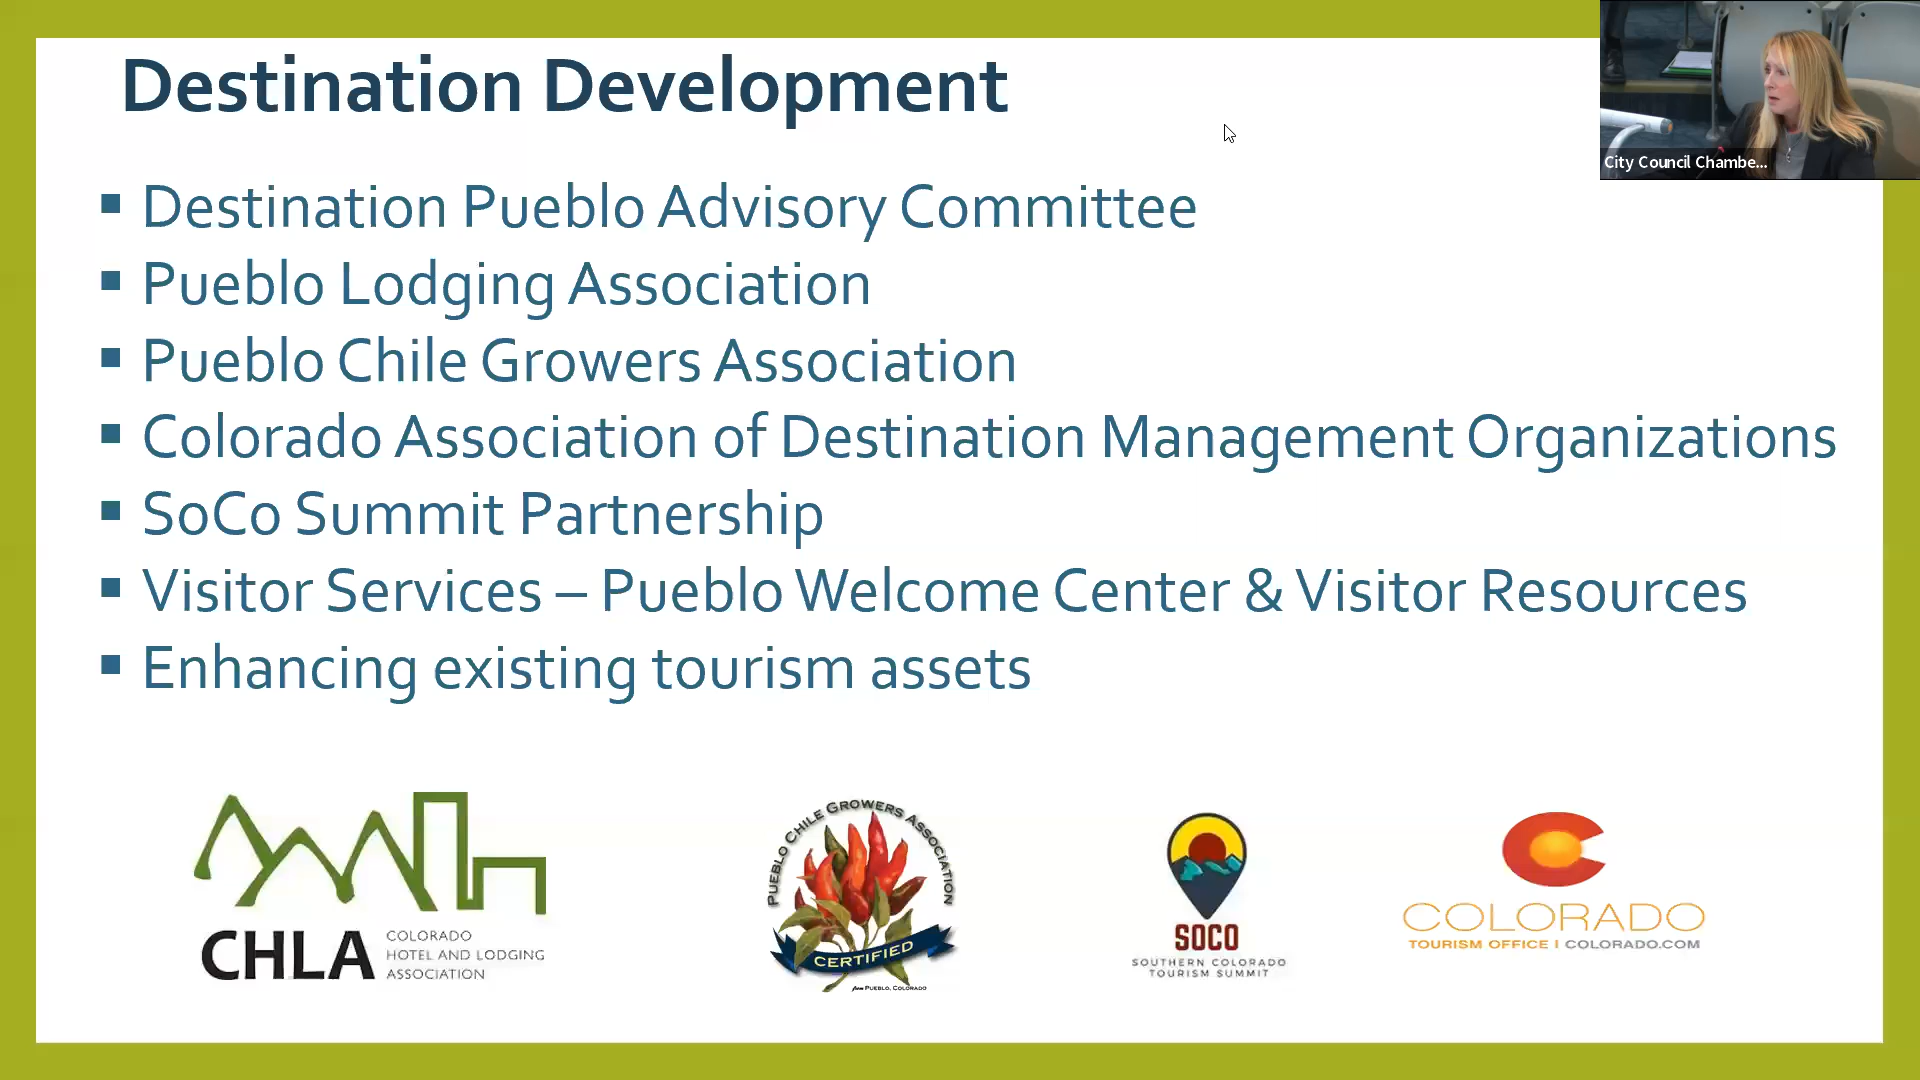 Destination Development
City Council Chambe...
▪ Destination Pueblo Advisory Committee
▪ Pueblo Lodging Association
▪ Pueblo Chile Growers Association
▪ Colorado Association of Destination Management Organizations
▪ SoCo Summit Partnership
▪ Visitor Services – Pueblo Welcome Center & Visitor Resources
▪ Enhancing existing tourism assets
CHLA
COLORADO
HOTEL AND LODGING
ASSOCIATION
PUEBLO CHILE GROWERS ASSOCIATION
CERTIFIED
from PUEBLO, COLORADO
SOCO
SOUTHERN COLORADO
TOURISM SUMMIT
COLORADO
TOURISM OFFICE | COLORADO.COM